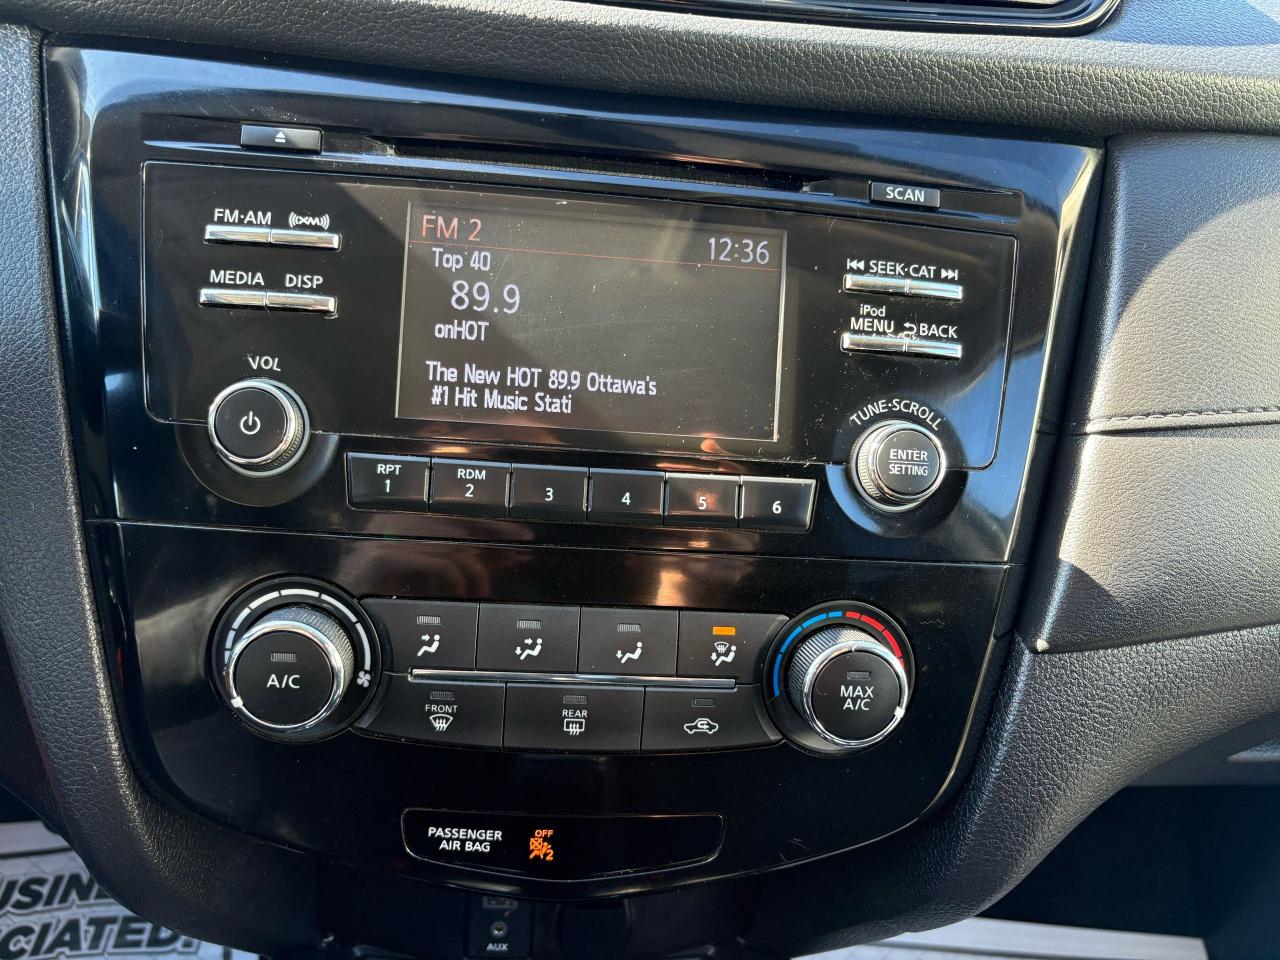 SCAN
FM·AM
XM
FM 2
12:36
Top 40
SEEK·CAT
MEDIA DISP
89.9
iPod
MENU BACK
onHOT
VOL
The New HOT 89.9 Ottawa's
#1 Hit Music Stati
TUNE·SCROLL
ENTER
SETTING
RPT
1
RDM
2
3
4
5
6
A/C
MAX
A/C
FRONT
REAR
PASSENGER
AIR BAG
OFF
2
AUX